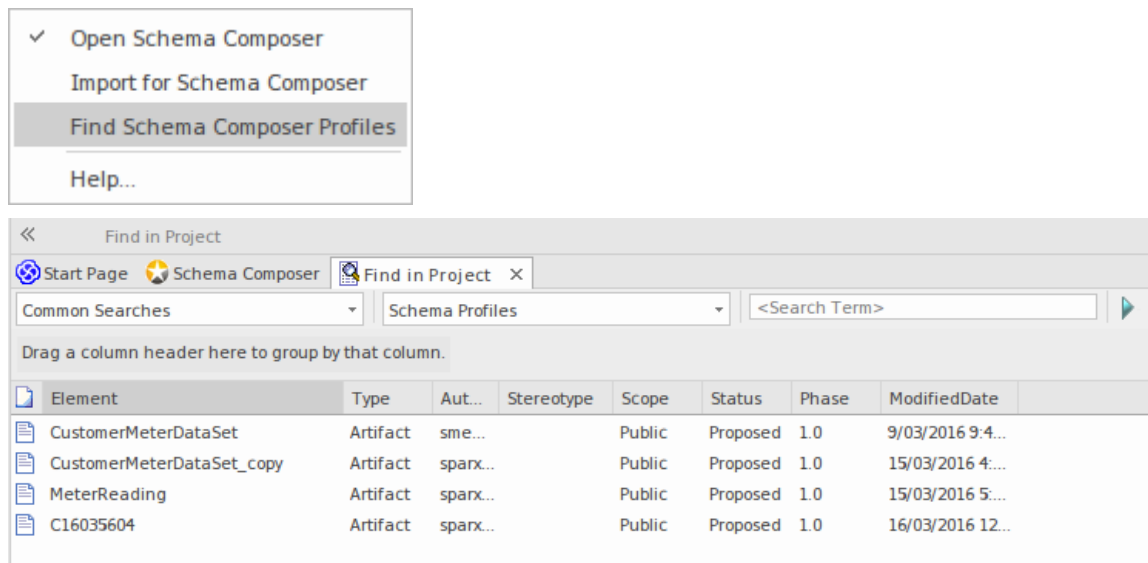 Open Schema Composer
Import for Schema Composer
Find Schema Composer Profiles
Help...
Find in Project
Start Page Schema Composer Find in Project
Common Searches Schema Profiles <Search Term>
Drag a column header here to group by that column.
Element Type Aut... Stereotype Scope Status Phase ModifiedDate
CustomerMeterDataSet Artifact sme... Public Proposed 1.0 9/03/2016 9:4...
CustomerMeterDataSet_copy Artifact sparx... Public Proposed 1.0 15/03/2016 4:...
MeterReading Artifact sparx... Public Proposed 1.0 15/03/2016 5:...
C16035604 Artifact sparx... Public Proposed 1.0 16/03/2016 12...